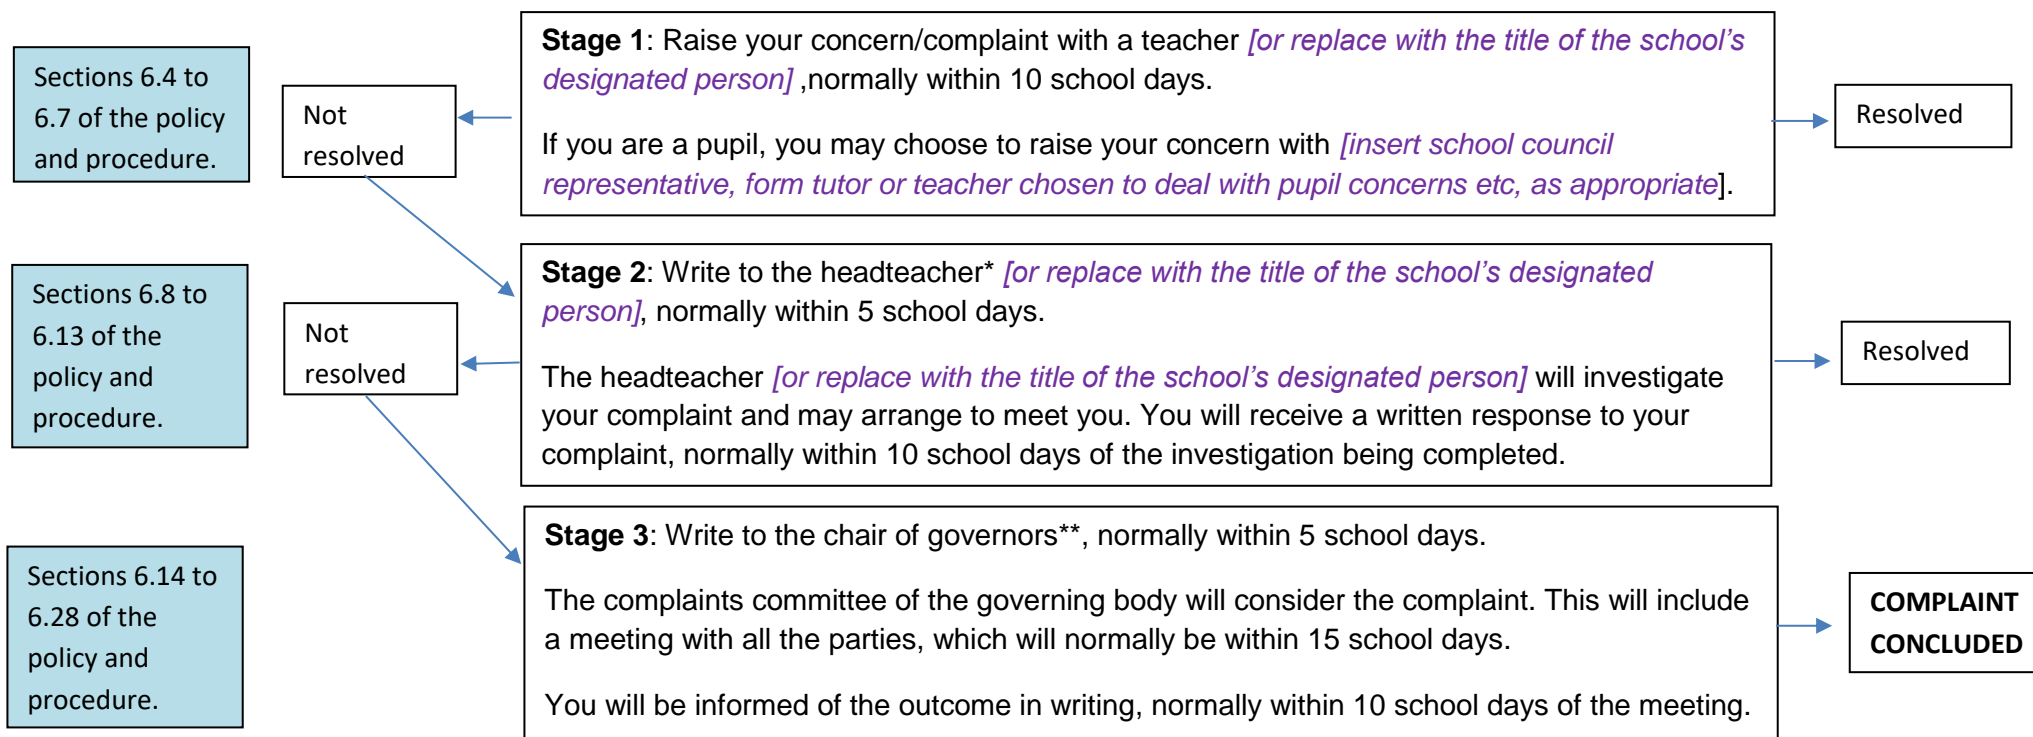 Sections 6.4 to
6.7 of the policy
and procedure.
Not
resolved
Stage 1: Raise your concern/complaint with a teacher [or replace with the title of the school’s
designated person] ,normally within 10 school days.
If you are a pupil, you may choose to raise your concern with [insert school council
representative, form tutor or teacher chosen to deal with pupil concerns etc, as appropriate].
Resolved
Sections 6.8 to
6.13 of the
policy and
procedure.
Not
resolved
Stage 2: Write to the headteacher* [or replace with the title of the school’s designated
person], normally within 5 school days.
The headteacher [or replace with the title of the school’s designated person] will investigate
your complaint and may arrange to meet you. You will receive a written response to your
complaint, normally within 10 school days of the investigation being completed.
Resolved
Sections 6.14 to
6.28 of the
policy and
procedure.
Stage 3: Write to the chair of governors**, normally within 5 school days.
The complaints committee of the governing body will consider the complaint. This will include
a meeting with all the parties, which will normally be within 15 school days.
You will be informed of the outcome in writing, normally within 10 school days of the meeting.
COMPLAINT
CONCLUDED